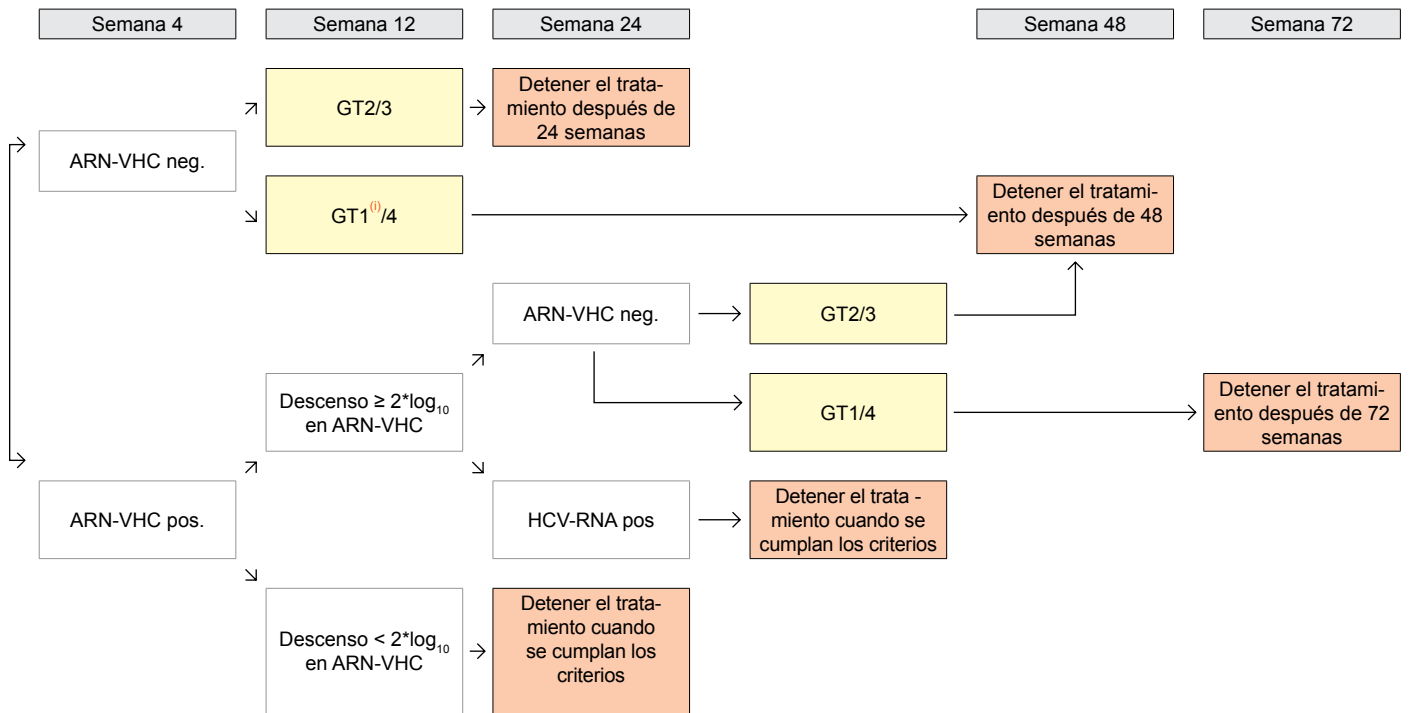 Semana 4
Semana 12
Semana 24
Semana 48
Semana 72
GT2/3
Detener el trata-
miento después de
24 semanas
ARN-VHC neg.
GT1(i)/4
Detener el tratami-
ento después de 48
semanas
ARN-VHC neg.
GT2/3
Descenso ≥ 2*log10
en ARN-VHC
GT1/4
Detener el tratami-
ento después de 72
semanas
ARN-VHC pos.
HCV-RNA pos
Detener el trata -
miento cuando se
cumplan los criterios
Descenso < 2*log10
en ARN-VHC
Detener el trata-
miento cuando
se cumplan los
criterios